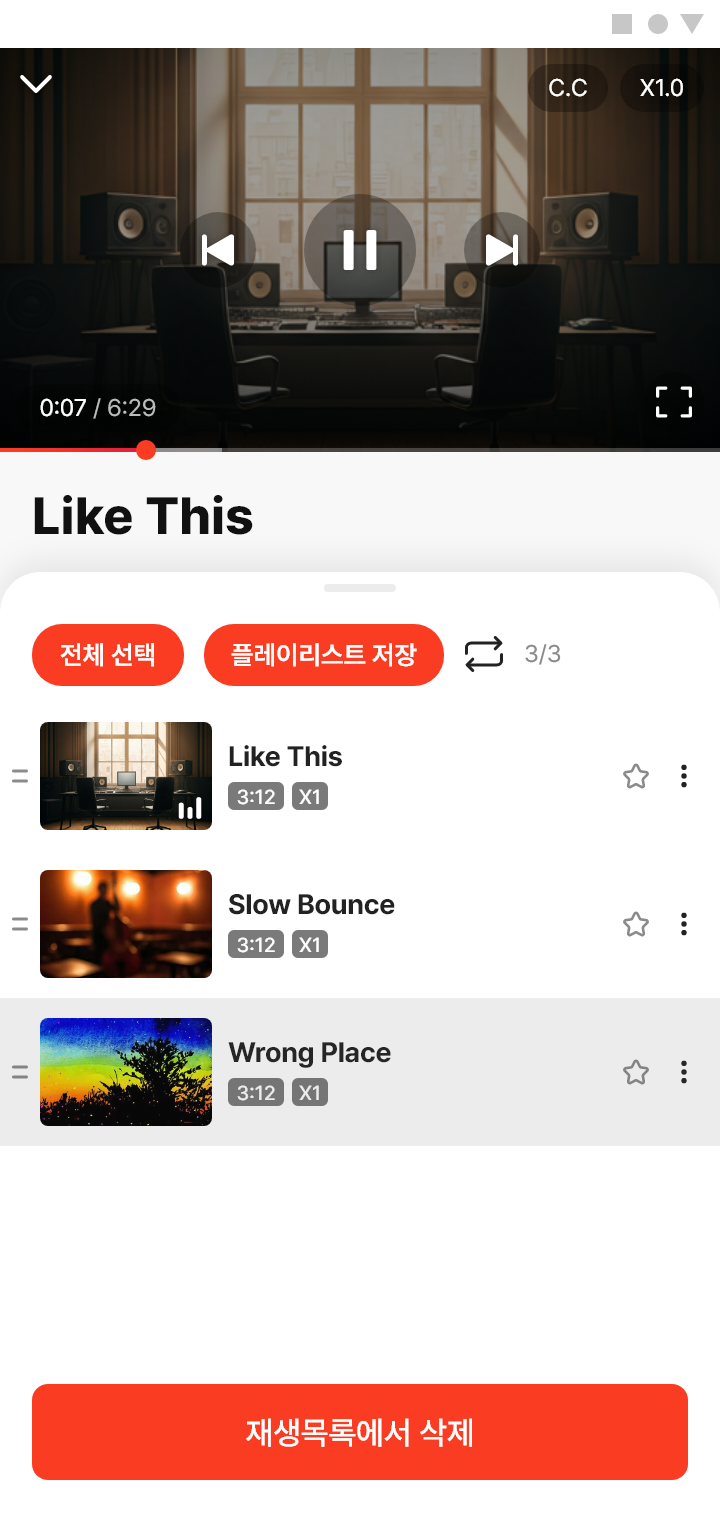 C.C
X1.0
0:07 / 6:29
Like This
전체 선택
플레이리스트 저장
3/3
Like This
3:12
X1
Slow Bounce
3:12
X1
Wrong Place
3:12
X1
재생목록에서 삭제